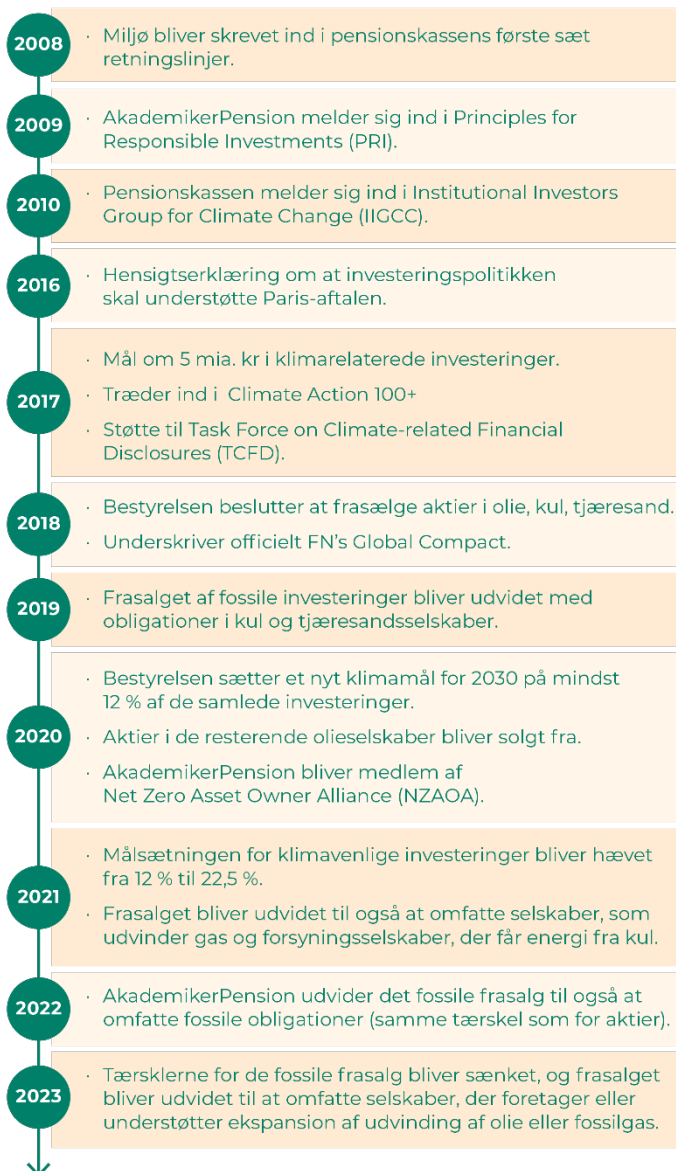 2008
· Miljø bliver skrevet ind i pensionskassens første sæt
retningslinjer.
2009
· AkademikerPension melder sig ind i Principles for
Responsible Investments (PRI).
2010
· Pensionskassen melder sig ind i Institutional Investors
Group for Climate Change (IIGCC).
2016
· Hensigtserklæring om at investeringspolitikken
skal understøtte Paris-aftalen.
2017
· Mål om 5 mia. kr i klimarelaterede investeringer.
· Træder ind i Climate Action 100+
· Støtte til Task Force on Climate-related Financial
Disclosures (TCFD).
2018
· Bestyrelsen beslutter at frasælge aktier i olie, kul, tjæresand.
· Underskriver officielt FN’s Global Compact.
2019
· Frasalget af fossile investeringer bliver udvidet med
obligationer i kul og tjæresandsselskaber.
2020
· Bestyrelsen sætter et nyt klimamål for 2030 på mindst
12 % af de samlede investeringer.
· Aktier i de resterende olieselskaber bliver solgt fra.
· AkademikerPension bliver medlem af
Net Zero Asset Owner Alliance (NZAOA).
2021
· Målsætningen for klimavenlige investeringer bliver hævet
fra 12 % til 22,5 %.
· Frasalget bliver udvidet til også at omfatte selskaber, som
udvinder gas og forsyningsselskaber, der får energi fra kul.
2022
· AkademikerPension udvider det fossile frasalg til også at
omfatte fossile obligationer (samme tærskel som for aktier).
2023
· Tærsklerne for de fossile frasalg bliver sænket, og frasalget
bliver udvidet til at omfatte selskaber, der foretager eller
understøtter ekspansion af udvinding af olie eller fossilgas.